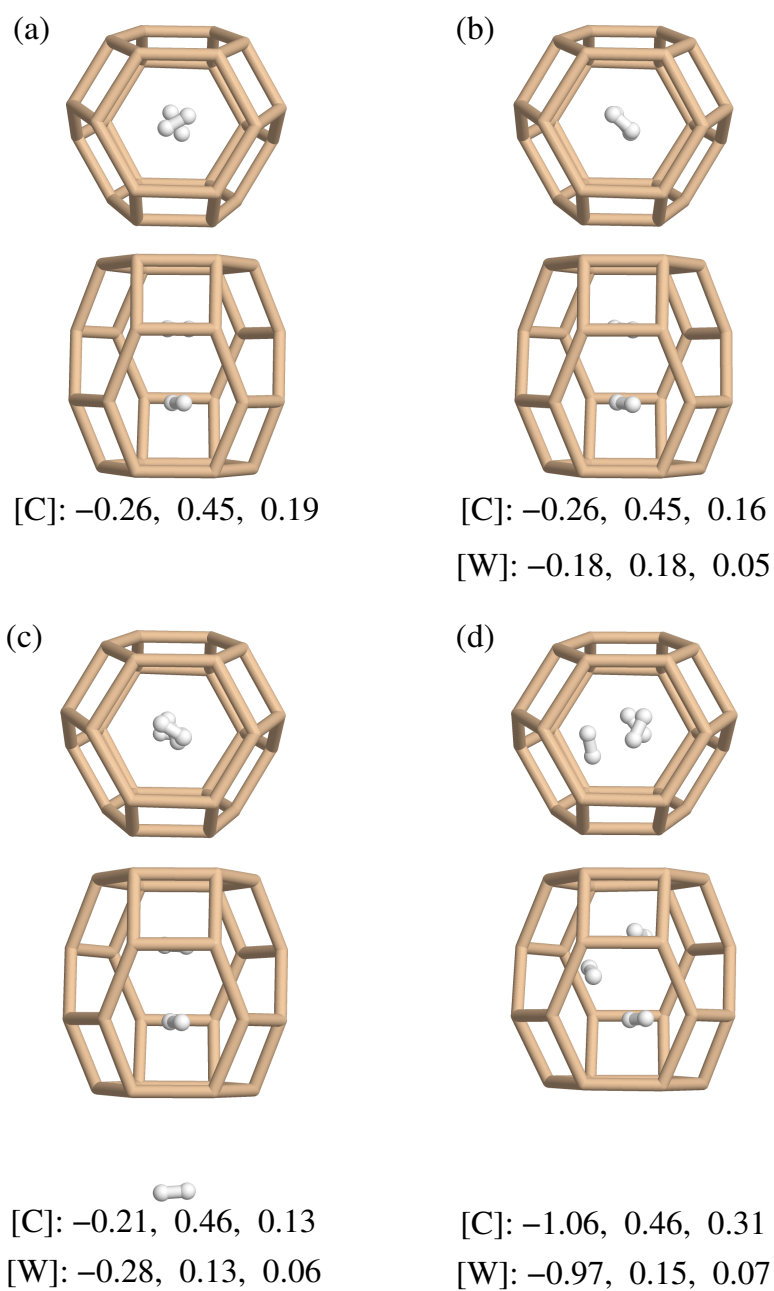 (a)
(b)
[C]: −0.26, 0.45, 0.19
[C]: −0.26, 0.45, 0.16
[W]: −0.18, 0.18, 0.05
(c)
(d)
[C]: −0.21, 0.46, 0.13
[W]: −0.28, 0.13, 0.06
[C]: −1.06, 0.46, 0.31
[W]: −0.97, 0.15, 0.07